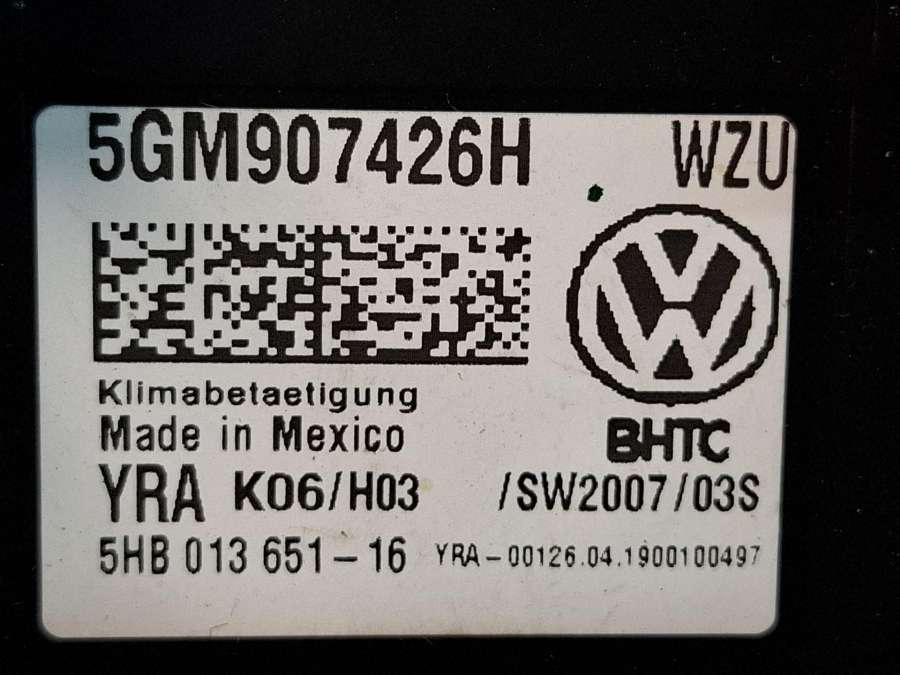 5GM907426H WZU
Klimabetaetigung
Made in Mexico
BHTC
YRA K06/H03 /SW2007/03S
5HB 013 651-16 YRA-00126.04.1900100497